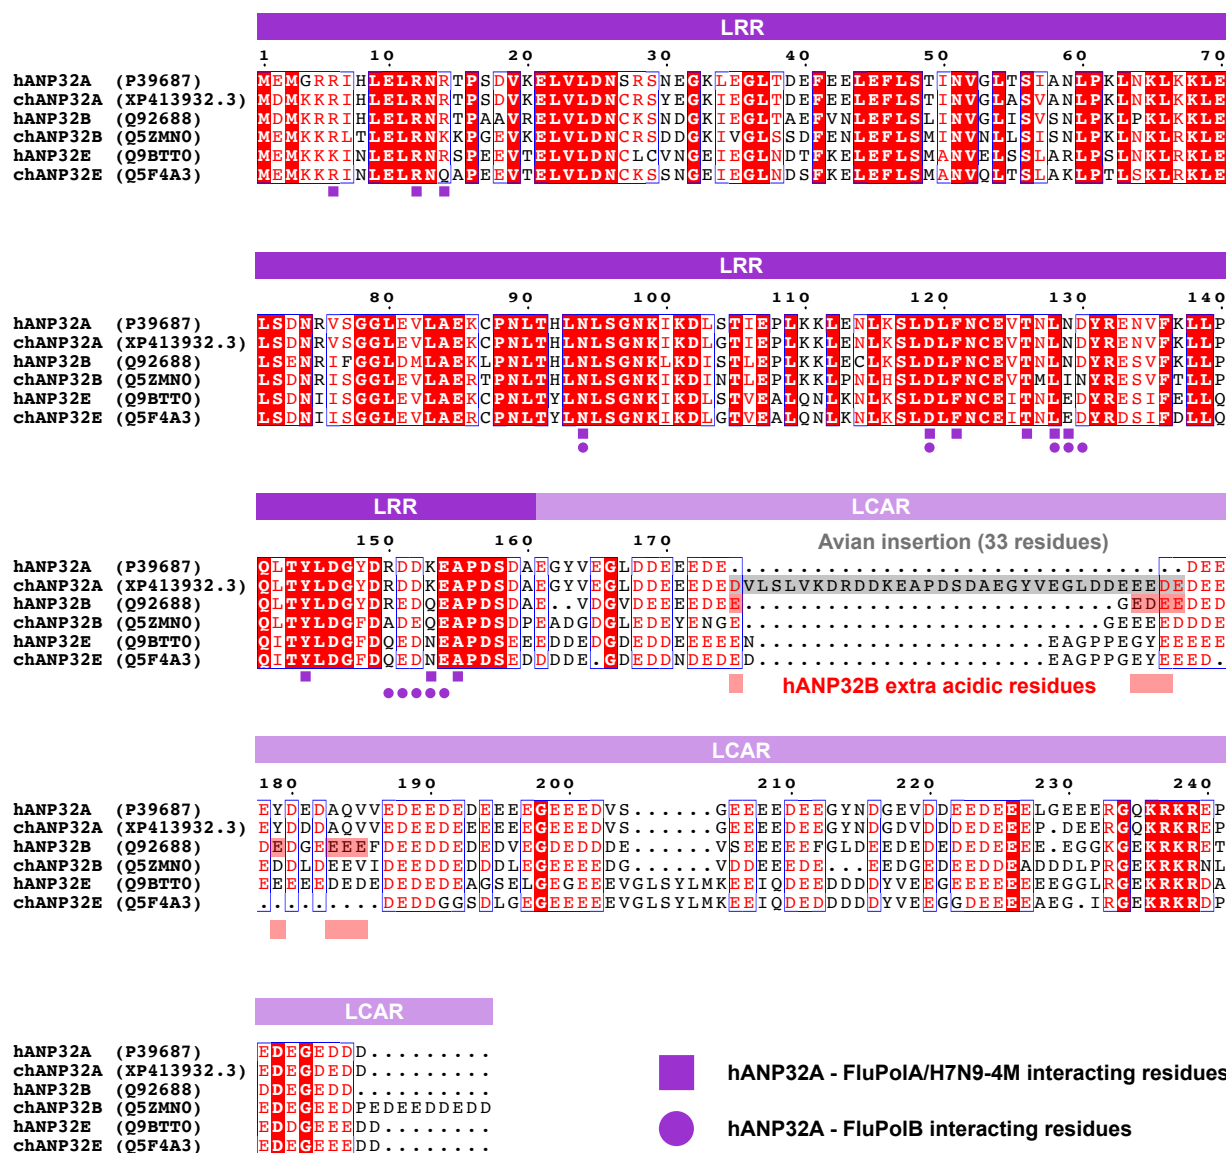 LRR
1 10 20 30 40 50 60 70
hANP32A (P39687) MEMGRRIHLELRNRTPSDVKELVLDNSRSNEGKLEGLTDEFEELEFLSTINVGLTSIANLPKLNKLKKLE
chANP32A (XP413932.3) MDMKKRIHLELRNRTPSDVKELVLDNCRSYEGKIEGLTDEFEELEFLSTINVGLASVANLPKLNKLKKLE
hANP32B (Q92688) MDMKRRIHLELRNRTPAAVRELVLDNCKSNDGKIEGLTAEFVNLEFLSLINVGLISVSNLPKLPKLKKLE
chANP32B (Q5ZMN0) MEMKKRLTLELRNKKPGEVKELVLDNCRSDDGKIVGLSSDFENLEFLSMINVNLLSISNLPKLNKLRKLE
hANP32E (Q9BTT0) MEMKKKINLELRNRSPEEVTELVLDNCLCVNGEIEGLNDTFKELEFLSMANVELSSLARLPSLNKLRKLE
chANP32E (Q5F4A3) MEMKKRINLELRNQAPEEVTELVLDNCKSSNGEIEGLNDSFKELEFLSMANVQLTSLAKLPTLSKLRKLE
LRR
80 90 100 110 120 130 140
hANP32A (P39687) LSDNRVSGGLEVLAEKCPNLTHLNLSGNKIKDLSTIEPLKKLENLKSLDLFNCEVTNLNDYRENVFKLLP
chANP32A (XP413932.3) LSDNRVSGGLEVLAEKCPNLTHLNLSGNKIKDLGTIEPLKKLENLKSLDLFNCEVTNLNDYRENVFKLLP
hANP32B (Q92688) LSENRIFGGLDMLAEKLPNLTHLNLSGNKLKDISTLEPLKKLECLKSLDLFNCEVTNLNDYRESVFKLLP
chANP32B (Q5ZMN0) LSDNRISGGLEVLAERTPNLTHLNLSGNKIKDINTLEPLKKLPNLHSLDLFNCEVTMLINYRESVFTLLP
hANP32E (Q9BTT0) LSDNIISGGLEVLAEKCPNLTYLNLSGNKIKDLSTVEALQNLKNLKSLDLFNCEITNLEDYRESIFELLQ
chANP32E (Q5F4A3) LSDNIISGGLEVLAERCPNLTYLNLSGNKIKDLGTVEALQNLKNLKSLDLFNCEITNLEDYRDSIFDLLQ
LRR LCAR
150 160 170 Avian insertion (33 residues)
hANP32A (P39687) QLTYLDGYDRDDKEAPDSDAEGYVEGLDDEEEDE.................................DEE
chANP32A (XP413932.3) QLTYLDGYDRDDKEAPDSDAEGYVEGLDDEEEDEDVLSLVKDRDDKEAPDSDAEGYVEGLDDEEEDEDEE
hANP32B (Q92688) QLTYLDGYDREDQEAPDSDAE..VDGVDEEEEDEE...........................GEDEEDED
chANP32B (Q5ZMN0) QLTYLDGFDADEQEAPDSDPEADGDGLEDEYENGE...........................GEEEDDDE
hANP32E (Q9BTT0) QITYLDGFDQEDNEAPDSEEEDDEDGDEDDEEEEEN.....................EAGPPEGYEEEEE
chANP32E (Q5F4A3) QITYLDGFDQEDNEAPDSEDDDDE.GDEDDNDEDED.....................EAGPPGEYEEED.
hANP32B extra acidic residues
LCAR
180 190 200 210 220 230 240
hANP32A (P39687) EYDEDAQVVEDEEDEDEEEEGEEEDVS......GEEEEDEEGYNDGEVDDEEDEEELGEEERGQKRKREP
chANP32A (XP413932.3) EYDDDAQVVEDEEDEEEEEEGEEEDVS......GEEEEDEEGYNDGDVDDDEDEEEP.DEERGQKRKREP
hANP32B (Q92688) DEDGEEEEFDEEDDEDEDVEGDEDDDE......VSEEEEEFGLDEEDEDEDEDEEEE.EGGKGEKRKRET
chANP32B (Q5ZMN0) EDDLDEEVIDEEDDEDDDLEGEEEEDG......VDDEEEDE...EEDGEDEEDEADDDLPRGEKRKRNL
hANP32E (Q9BTT0) EEEEEDEDEDEDEDEAGSELGEGEEEVGLSYLMKEEIQDEEDDDDYVEEGEEEEEEEEGGLRGEKRKRDA
chANP32E (Q5F4A3) .........DEDDGGSDLGEGEEEEEVGLSYLMKEEIQDEDDDDDYVEEGGDEEEEAEG.IRGEKRKRDP
LCAR
hANP32A (P39687) EDEGEDDD.........
chANP32A (XP413932.3) EDEGDEDD.........
hANP32B (Q92688) DDEGEDD..........
chANP32B (Q5ZMN0) EDEGEEDPEDEEDDEDD
hANP32E (Q9BTT0) EDDGEEEDD........
chANP32E (Q5F4A3) EDEGEEEDD........
hANP32A - FluPolA/H7N9-4M interacting residues
hANP32A - FluPolB interacting residues